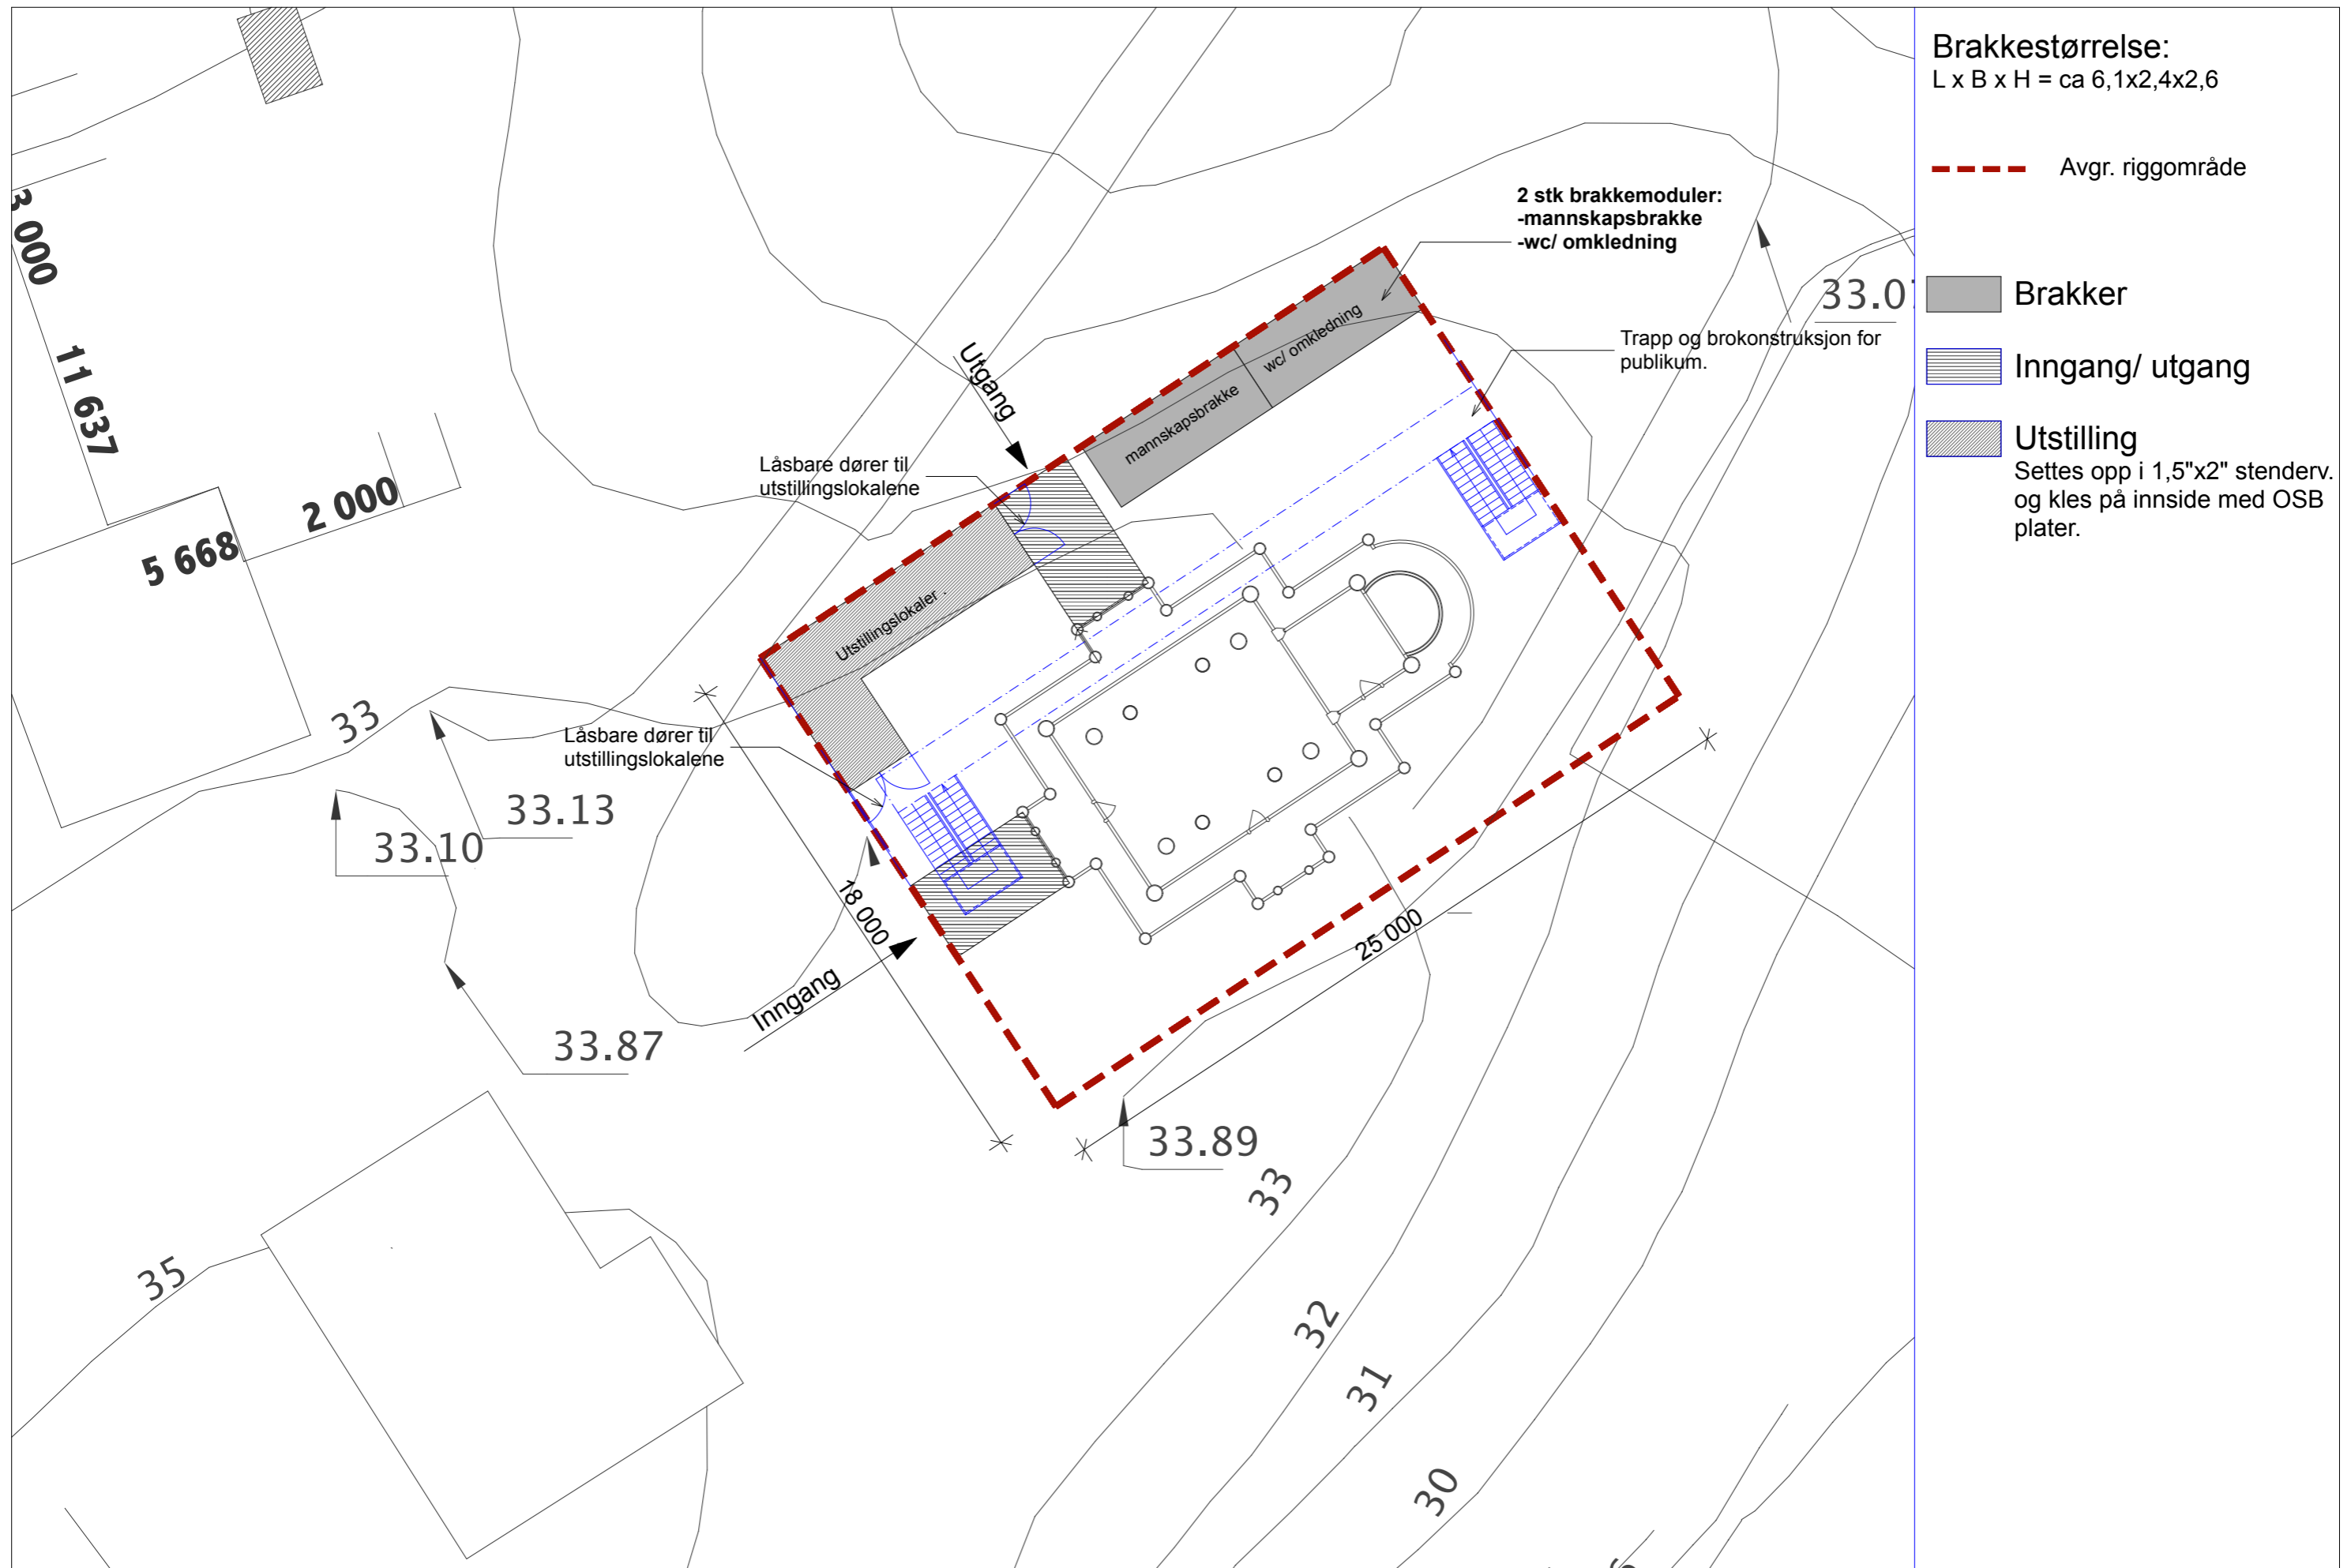 Brakkestørrelse:
L x B x H = ca 6,1x2,4x2,6
Avgr. riggområde
Brakker
Inngang/ utgang
Utstilling
Settes opp i 1,5"x2" stenderv.
og kles på innside med OSB
plater.
2 stk brakkemoduler:
-mannskapsbrakke
-wc/ omkledning
33.07
Trapp og brokonstruksjon for
publikum.
wc/ omkledning
mannskapsbrakke
Utgang
Låsbare dører til
utstillingslokalene
Utstillingslokaler .
3 000
11 637
2 000
5 668
33
Låsbare dører til
utstillingslokalene
33.13
33.10
18 000
25 000
Inngang
33.87
33.89
33
35
32
31
30